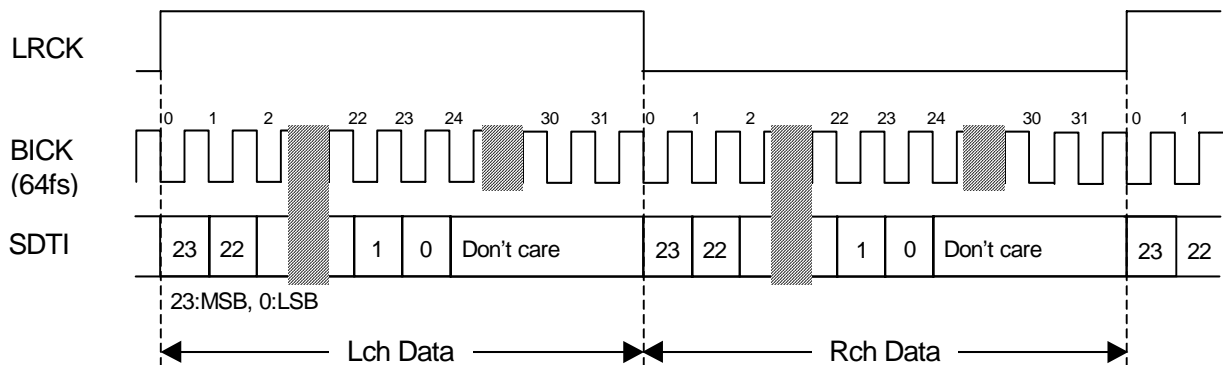 LRCK
0 1 2 22 23 24 30 31 0 1 2 22 23 24 30 31 0 1
BICK
(64fs)
SDTI 23 22 1 0 Don't care 23 22 1 0 Don't care 23 22
23:MSB, 0:LSB
Lch Data Rch Data